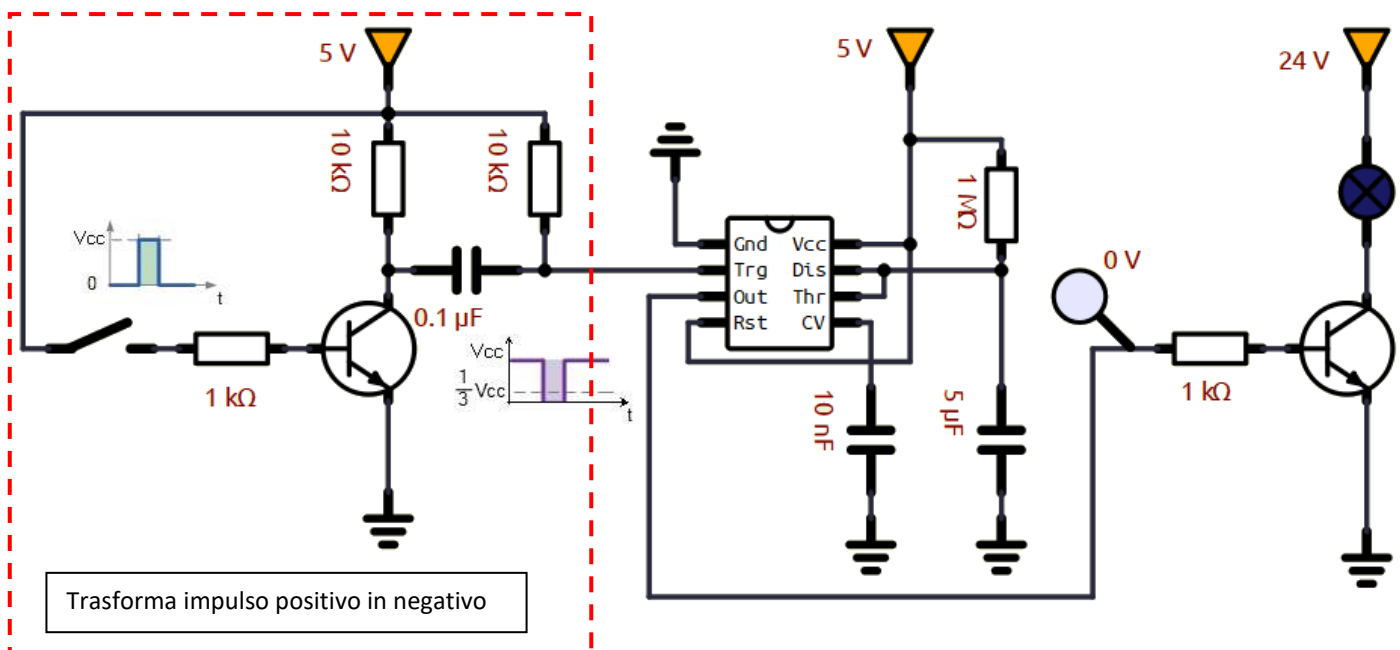 5 V
5 V
24 V
10 kΩ
10 kΩ
1 MΩ
Vcc
0
t
Gnd Vcc
Trg Dis
Out Thr
Rst CV
0 V
0.1 µF
1 kΩ
Vcc
1/3 Vcc
t
10 nF
5 µF
1 kΩ
Trasforma impulso positivo in negativo